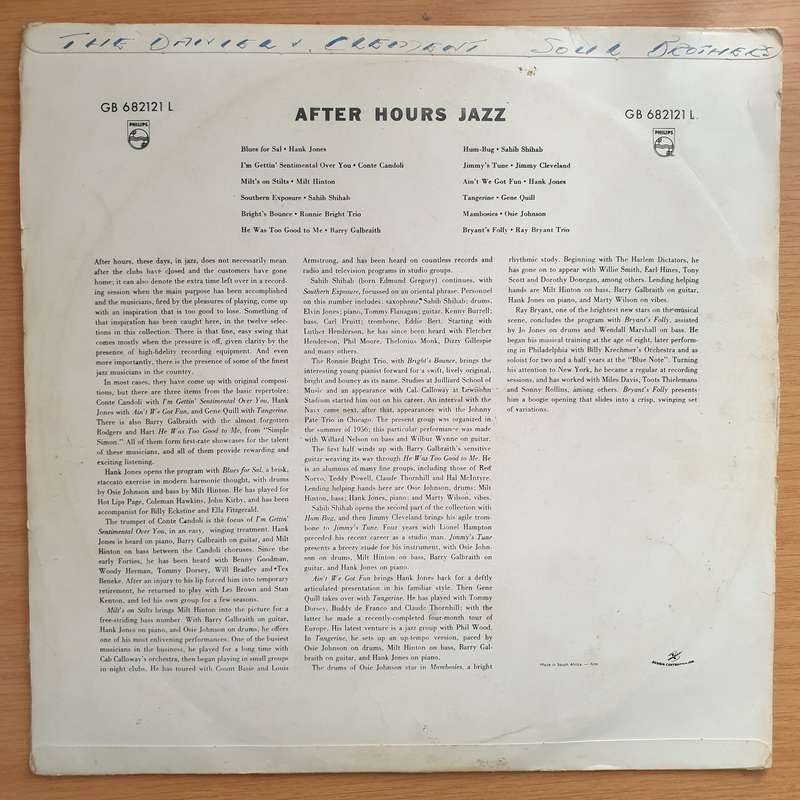 THE DANCER & CREDDENT SOUL BROTHERS
GB 682121 L
AFTER HOURS JAZZ
GB 682121 L
PHILIPS
PHILIPS
Blues for Sal • Hank Jones
I'm Gettin' Sentimental Over You • Conte Candoli
Milt's on Stilts • Milt Hinton
Southern Exposure • Sahib Shihab
Bright's Bounce • Ronnie Bright Trio
He Was Too Good to Me • Barry Galbraith
Hum-Bug • Sahib Shihab
Jimmy's Tune • Jimmy Cleveland
Ain't We Got Fun • Hank Jones
Tangerine • Gene Quill
Mambosies • Osie Johnson
Bryant's Folly • Ray Bryant Trio
After hours, these days, in jazz, does not necessarily mean
after the clubs have closed and the customers have gone
home; it can also denote the extra time left over in a record-
ing session when the main purpose has been accomplished
and the musicians, fired by the pleasures of playing, come up
with an inspiration that is too good to lose. Something of
that inspiration has been caught here, in the twelve selec-
tions in this collection. There is that fine, easy swing that
comes mostly when the pressure is off, given clarity by the
presence of high-fidelity recording equipment. And even
more importantly, there is the presence of some of the finest
jazz musicians in the country.
In most cases, they have come up with original composi-
tions, but there are three items from the basic repertoire:
Conte Candoli with I'm Gettin' Sentimental Over You, Hank
Jones with Ain't We Got Fun, and Gene Quill with Tangerine.
There is also Barry Galbraith with the almost forgotten
Rodgers and Hart He Was Too Good to Me, from "Simple
Simon." All of them form first-rate showcases for the talent
of these musicians, and all of them provide rewarding and
exciting listening.
Hank Jones opens the program with Blues for Sal, a brisk,
staccato exercise in modern harmonic thought, with drums
by Osie Johnson and bass by Milt Hinton. He has played for
Hot Lips Page, Coleman Hawkins, John Kirby, and has been
accompanist for Billy Eckstine and Ella Fitzgerald.
The trumpet of Conte Candoli is the focus of I'm Gettin'
Sentimental Over You, in an easy, winging treatment. Hank
Jones is heard on piano, Barry Galbraith on guitar, and Milt
Hinton on bass between the Candoli choruses. Since the
early Forties, he has been heard with Benny Goodman,
Woody Herman, Tommy Dorsey, Will Bradley and Tex
Beneke. After an injury to his lip forced him into temporary
retirement, he returned to play with Les Brown and Stan
Kenton, and led his own group for a few seasons.
Milt's on Stilts brings Milt Hinton into the picture for a
free-striding bass number. With Barry Galbraith on guitar,
Hank Jones on piano, and Osie Johnson on drums, he offers
one of his most enlivening performances. One of the busiest
musicians in the business, he played for a long time with
Cab Calloway's orchestra, then began playing in small groups
in night clubs. He has toured with Count Basie and Louis
Armstrong, and has been heard on countless records and
radio and television programs in studio groups.
Sahib Shihab (born Edmund Gregory) continues, with
Southern Exposure, focussed on an oriental phrase. Personnel
on this number includes: saxophone, Sahib Shihab; drums,
Elvin Jones; piano, Tommy Flanagan; guitar, Kenny Burrell;
bass, Carl Pruitt; trombone, Eddie Bert. Starting with
Luther Henderson, he has since been heard with Fletcher
Henderson, Phil Moore, Thelonius Monk, Dizzy Gillespie
and many others.
The Ronnie Bright Trio, with Bright's Bounce, brings the
interesting young pianist forward for a swift, lively original,
bright and bouncy as its name. Studies at Juilliard School of
Music and an appearance with Cal. Calloway at Lewisohn
Stadium started him out on his career. An interval with the
Navy came next, after that, appearances with the Johnny
Pate Trio in Chicago. The present group was organized in
the summer of 1956; this particular performance was made
with Willard Nelson on bass and Wilbur Wynne on guitar.
The first half winds up with Barry Galbraith's sensitive
guitar weaving its way through He Was Too Good to Me. He
is an alumnus of many fine groups, including those of Red
Norvo, Teddy Powell, Claude Thornhill and Hal McIntyre.
Lending helping hands here are Osie Johnson, drums; Milt
Hinton, bass; Hank Jones, piano; and Marty Wilson, vibes.
Sahib Shihab opens the second part of the collection with
Hum-Bug, and then Jimmy Cleveland brings his agile trom-
bone to Jimmy's Tune. Four years with Lionel Hampton
preceded his recent career as a studio man. Jimmy's Tune
presents a breezy etude for his instrument, with Osie John-
son on drums, Milt Hinton on bass, Barry Galbraith on
guitar, and Hank Jones on piano.
Ain't We Got Fun brings Hank Jones back for a deftly
articulated presentation in his familiar style. Then Gene
Quill takes over with Tangerine. He has played with Tommy
Dorsey, Buddy de Franco and Claude Thornhill; with the
latter he made a recently-completed four-month tour of
Europe. His latest venture is a jazz group with Phil Wood.
In Tangerine, he sets up an up-tempo version, paced by
Osie Johnson on drums, Milt Hinton on bass, Barry Gal-
braith on guitar, and Hank Jones on piano.
The drums of Osie Johnson star in Mambosies, a bright
rhythmic study. Beginning with The Harlem Dictators, he
has gone on to appear with Willie Smith, Earl Hines, Tony
Scott and Dorothy Donegan, among others. Lending helping
hands are Milt Hinton on bass, Barry Galbraith on guitar,
Hank Jones on piano, and Marty Wilson on vibes.
Ray Bryant, one of the brightest new stars on the musical
scene, concludes the program with Bryant's Folly, assisted
by Jo Jones on drums and Wendall Marshall on bass. He
began his musical training at the age of eight, later perform-
ing in Philadelphia with Billy Krechmer's Orchestra and as
soloist for two and a half years at the "Blue Note". Turning
his attention to New York, he became a regular at recording
sessions, and has worked with Miles Davis, Toots Thielemans
and Sonny Rollins, among others. Bryant's Folly presents
him a boogie opening that slides into a crisp, swinging set
of variations.
Made in South Africa